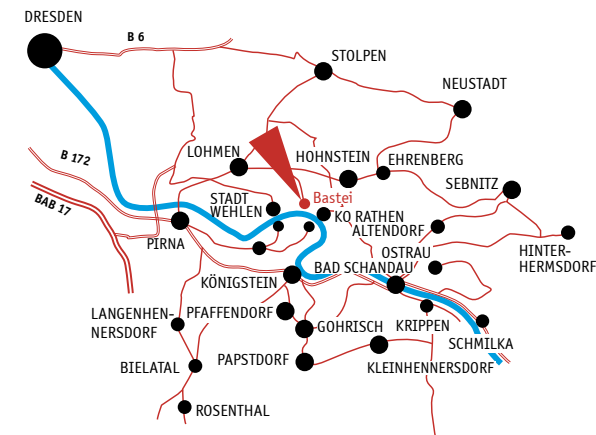 DRESDEN
B 6
STOLPEN
NEUSTADT
B 172
LOHMEN
HOHNSTEIN
EHRENBERG
BAB 17
SEBNITZ
STADT
WEHLEN
Bastei
KO RATHEN
ALTENDORF
PIRNA
OSTRAU
HINTER-
HERMSDORF
BAD SCHANDAU
KÖNIGSTEIN
LANGENHEN-
NERSDORF
PFAFFENDORF
GOHRISCH
KRIPPEN
SCHMILKA
BIELATAL
PAPSTDORF
KLEINHENNERSDORF
ROSENTHAL